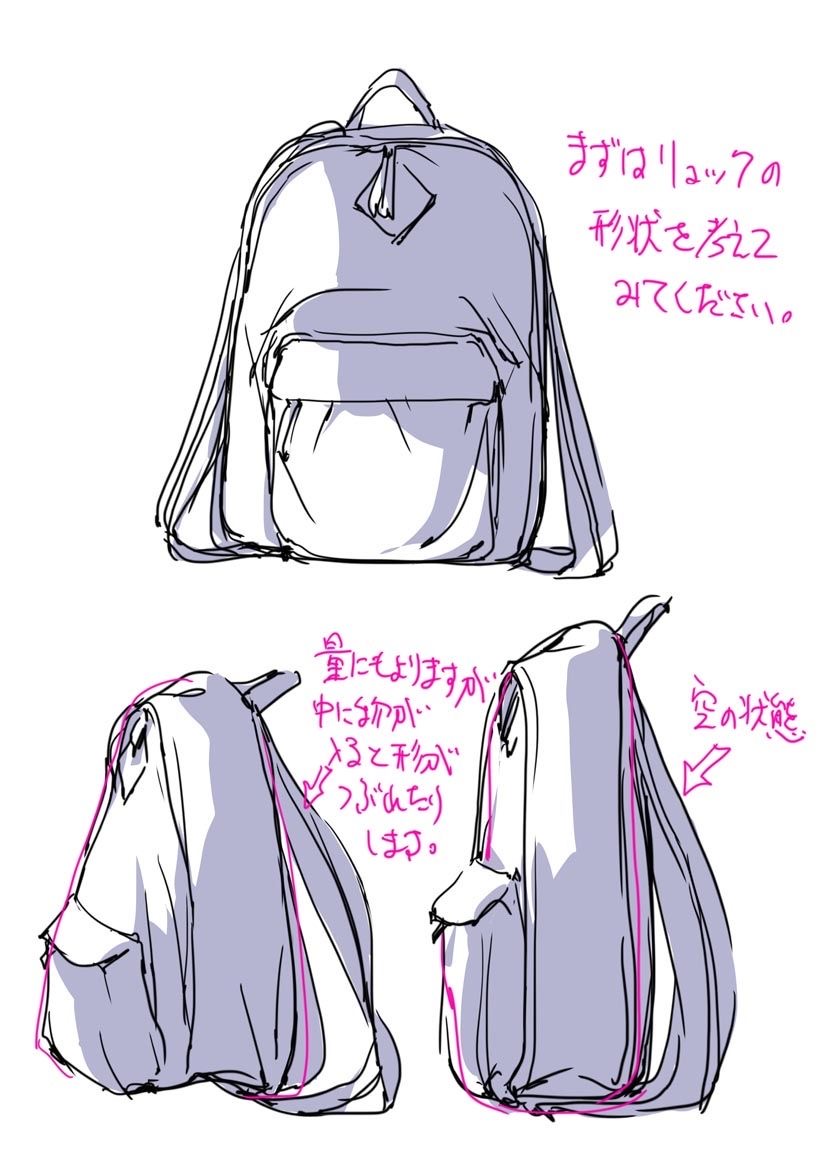 まずはリュックの
形状を考えて
みてください。
量にもよりますが
中に物が
入ると形が
つぶれたり
します。
空の状態